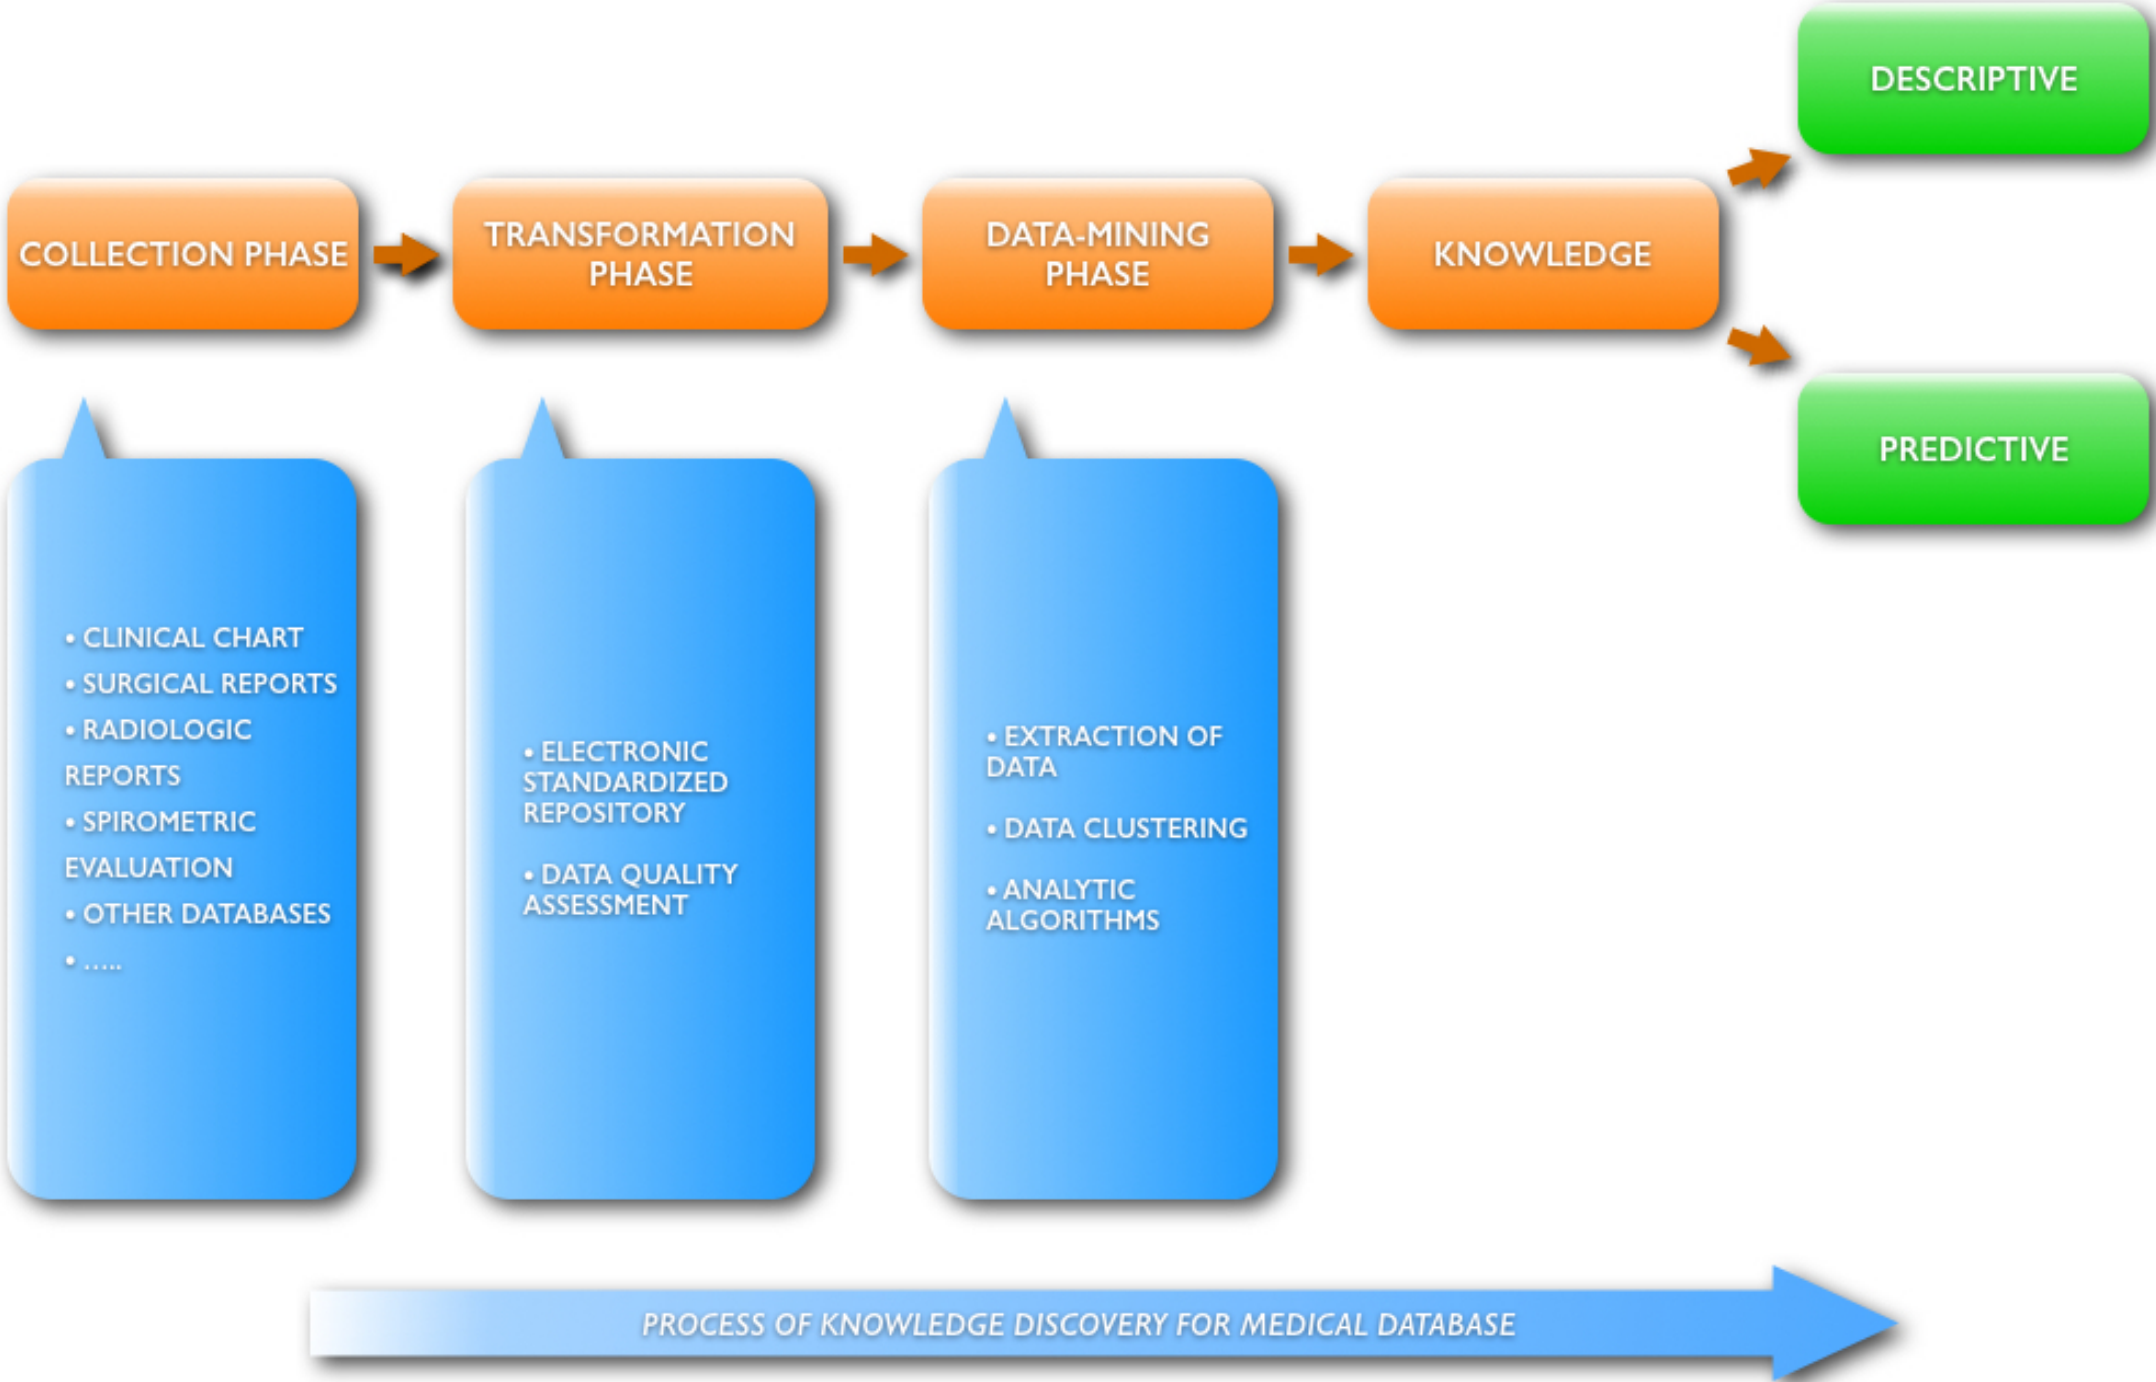 DESCRIPTIVE
COLLECTION PHASE
TRANSFORMATION
PHASE
DATA-MINING
PHASE
KNOWLEDGE
PREDICTIVE
• CLINICAL CHART
• SURGICAL REPORTS
• RADIOLOGIC
REPORTS
• SPIROMETRIC
EVALUATION
• OTHER DATABASES
• .....
• ELECTRONIC
STANDARDIZED
REPOSITORY
• DATA QUALITY
ASSESSMENT
• EXTRACTION OF
DATA
• DATA CLUSTERING
• ANALYTIC
ALGORITHMS
PROCESS OF KNOWLEDGE DISCOVERY FOR MEDICAL DATABASE